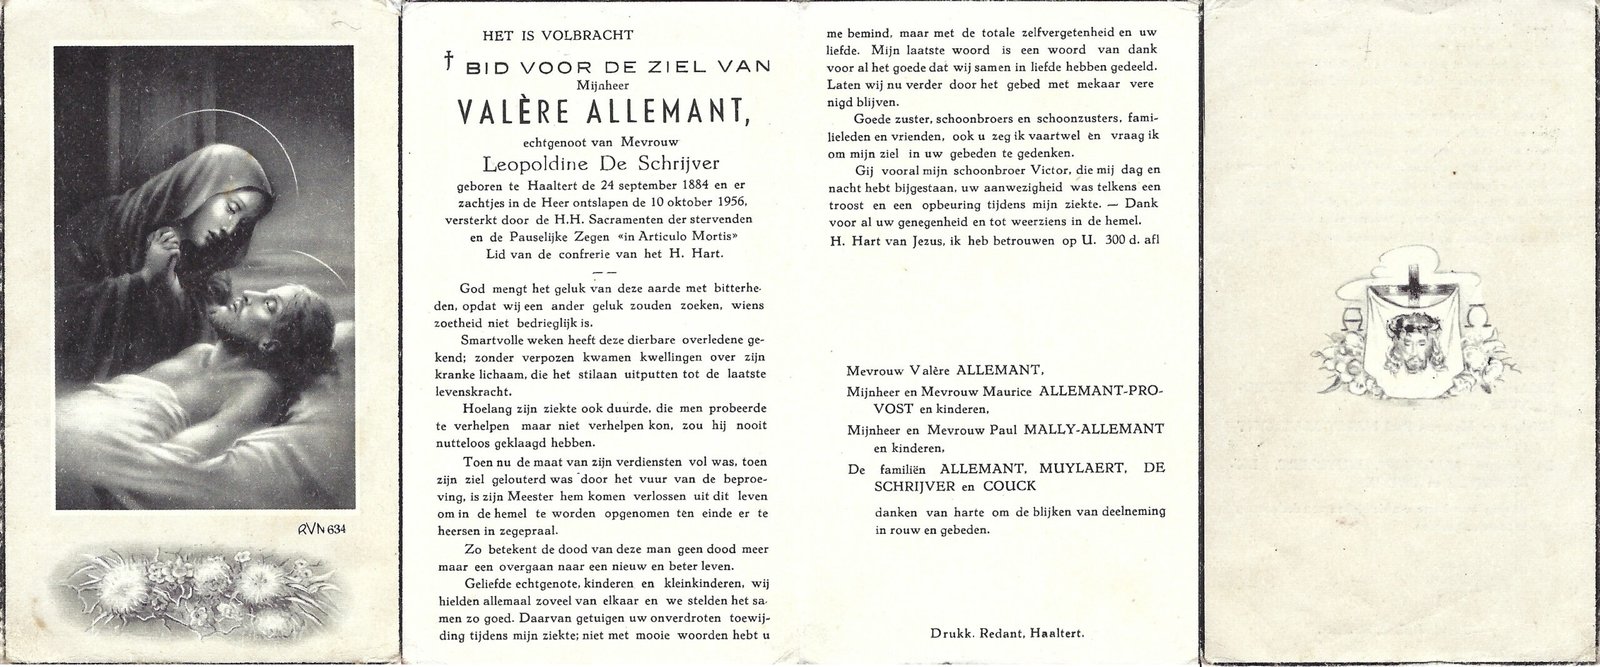 RVN 634
HET IS VOLBRACHT
† BID VOOR DE ZIEL VAN
Mijnheer
VALÈRE ALLEMANT,
echtgenoot van Mevrouw
Leopoldine De Schrijver
geboren te Haaltert de 24 september 1884 en er
zachtjes in de Heer ontslapen de 10 oktober 1956,
versterkt door de H.H. Sacramenten der stervenden
en de Pauselijke Zegen «in Articulo Mortis»
Lid van de confrerie van het H. Hart.
God mengt het geluk van deze aarde met bitterhe-
den, opdat wij een ander geluk zouden zoeken, wiens
zoetheid niet bedrieglijk is.
Smartvolle weken heeft deze dierbare overledene ge-
kend; zonder verpozen kwamen kwellingen over zijn
kranke lichaam, die het stilaan uitputten tot de laatste
levenskracht.
Hoelang zijn ziekte ook duurde, die men probeerde
te verhelpen maar niet verhelpen kon, zou hij nooit
nutteloos geklaagd hebben.
Toen nu de maat van zijn verdiensten vol was, toen
zijn ziel gelouterd was door het vuur van de beproe-
ving, is zijn Meester hem komen verlossen uit dit leven
om in de hemel te worden opgenomen ten einde er te
heersen in zegepraal.
Zo betekent de dood van deze man geen dood meer
maar een overgaan naar een nieuw en beter leven.
Geliefde echtgenote, kinderen en kleinkinderen, wij
hielden allemaal zoveel van elkaar en we stelden het sa-
men zo goed. Daarvan getuigen uw onverdroten toewij-
ding tijdens mijn ziekte; niet met mooie woorden hebt u
me bemind, maar met de totale zelfvergetenheid en uw
liefde. Mijn laatste woord is een woord van dank
voor al het goede dat wij samen in liefde hebben gedeeld.
Laten wij nu verder door het gebed met mekaar vere
nigd blijven.
Goede zuster, schoonbroers en schoonzusters, fami-
lieleden en vrienden, ook u zeg ik vaartwel en vraag ik
om mijn ziel in uw gebeden te gedenken.
Gij vooral mijn schoonbroer Victor, die mij dag en
nacht hebt bijgestaan, uw aanwezigheid was telkens een
troost en een opbeuring tijdens mijn ziekte. — Dank
voor al uw genegenheid en tot weerziens in de hemel.
H. Hart van Jezus, ik heb betrouwen op U. 300 d. afl
Mevrouw Valère ALLEMANT,
Mijnheer en Mevrouw Maurice ALLEMANT-PRO-
VOST en kinderen,
Mijnheer en Mevrouw Paul MALLY-ALLEMANT
en kinderen,
De familiën ALLEMANT, MUYLAERT, DE
SCHRIJVER en COUCK
danken van harte om de blijken van deelneming
in rouw en gebeden.
Drukk. Redant, Haaltert.